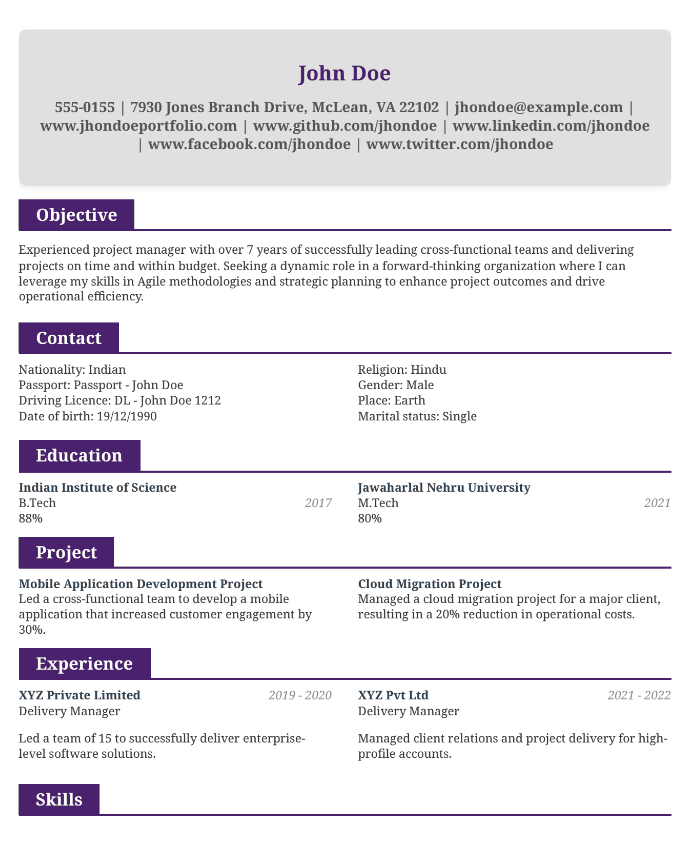 John Doe
555-0155 | 7930 Jones Branch Drive, McLean, VA 22102 | jhondoe@example.com |
www.jhondoeportfolio.com | www.github.com/jhondoe | www.linkedin.com/jhondoe
| www.facebook.com/jhondoe | www.twitter.com/jhondoe
Objective
Experienced project manager with over 7 years of successfully leading cross-functional teams and delivering
projects on time and within budget. Seeking a dynamic role in a forward-thinking organization where I can
leverage my skills in Agile methodologies and strategic planning to enhance project outcomes and drive
operational efficiency.
Contact
Nationality: Indian
Passport: Passport - John Doe
Driving Licence: DL - John Doe 1212
Date of birth: 19/12/1990
Religion: Hindu
Gender: Male
Place: Earth
Marital status: Single
Education
Indian Institute of Science
B.Tech 2017
88%
Jawaharlal Nehru University
M.Tech 2021
80%
Project
Mobile Application Development Project
Led a cross-functional team to develop a mobile
application that increased customer engagement by
30%.
Cloud Migration Project
Managed a cloud migration project for a major client,
resulting in a 20% reduction in operational costs.
Experience
XYZ Private Limited 2019 - 2020
Delivery Manager
Led a team of 15 to successfully deliver enterprise-
level software solutions.
XYZ Pvt Ltd 2021 - 2022
Delivery Manager
Managed client relations and project delivery for high-
profile accounts.
Skills